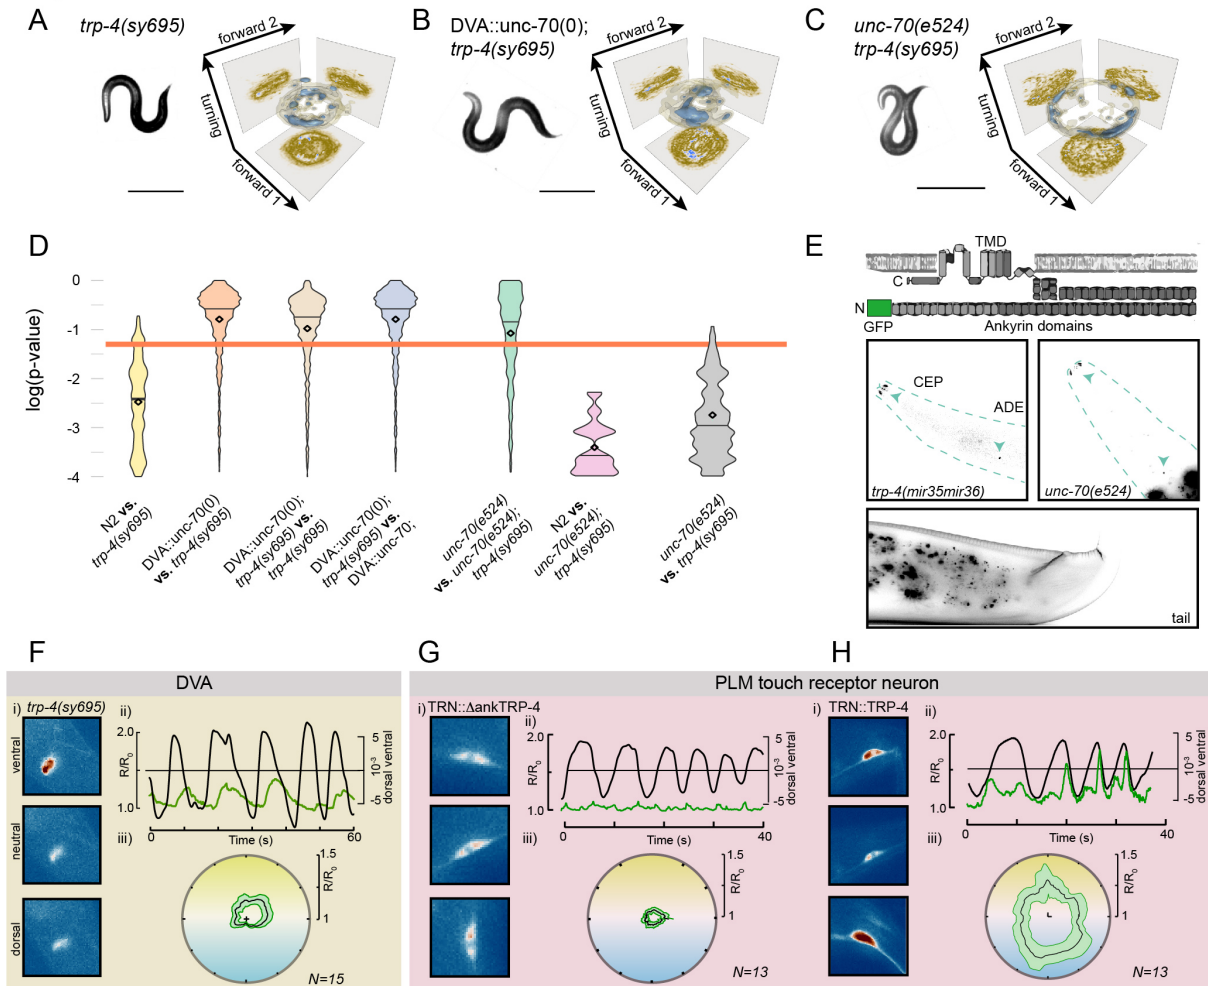 A
trp-4(sy695)
forward 2
turning
forward 1
B
DVA::unc-70(0);
trp-4(sy695)
forward 2
turning
forward 1
C
unc-70(e524)
trp-4(sy695)
forward 2
turning
forward 1
D
log(p-value)
0
-1
-2
-3
-4
N2 vs.
trp-4(sy695)
DVA::unc-70(0)
vs. trp-4(sy695)
DVA::unc-70(0);
trp-4(sy695) vs.
trp-4(sy695)
DVA::unc-70(0);
trp-4(sy695) vs.
DVA::unc-70;
unc-70(e524)
vs. unc-70(e524);
trp-4(sy695)
N2 vs.
unc-70(e524);
trp-4(sy695)
unc-70(e524)
vs. trp-4(sy695)
E
TMD
C
N
GFP
Ankyrin domains
CEP
ADE
trp-4(mir35mir36)
unc-70(e524)
tail
F
DVA
i) trp-4(sy695)
ventral
neutral
dorsal
ii)
2.0
R/R0
1.0
5
10-3
-5
dorsal ventral
0
Time (s)
60
iii)
1.5
R/R0
1
N=15
G
PLM touch receptor neuron
i) TRN::ΔankTRP-4
ii)
2.0
R/R0
1.0
5
10-3
-5
dorsal ventral
0
Time (s)
40
iii)
1.5
R/R0
1
N=13
H
i) TRN::TRP-4
ii)
2.0
R/R0
1.0
5
10-3
-5
dorsal ventral
0
Time (s)
40
iii)
1.5
R/R0
1
N=13